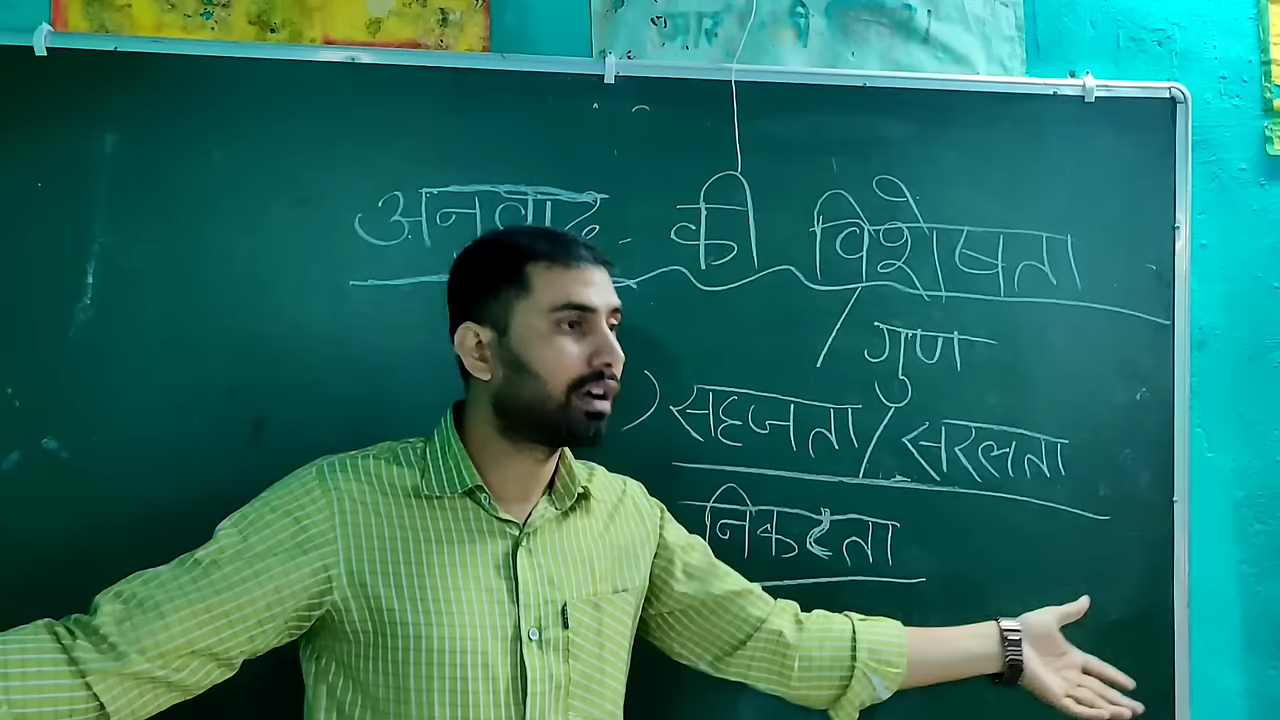 अनुवाद - की विशेषता
/ गुण
) सहजता / सरलता
निकटता